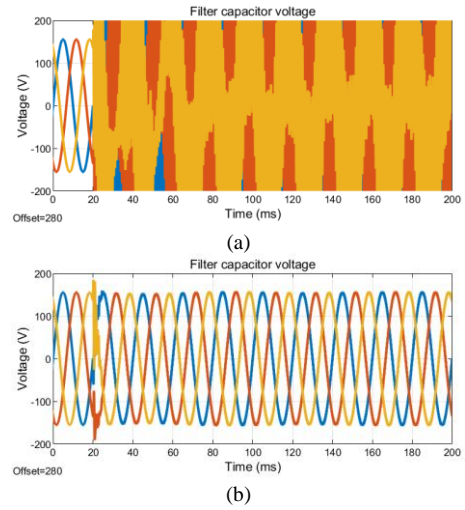 Filter capacitor voltage
200
100
0
-100
-200
Voltage (V)
0 20 40 60 80 100 120 140 160 180 200
Time (ms)
Offset=280
(a)
Filter capacitor voltage
200
100
0
-100
-200
Voltage (V)
0 20 40 60 80 100 120 140 160 180 200
Time (ms)
Offset=280
(b)